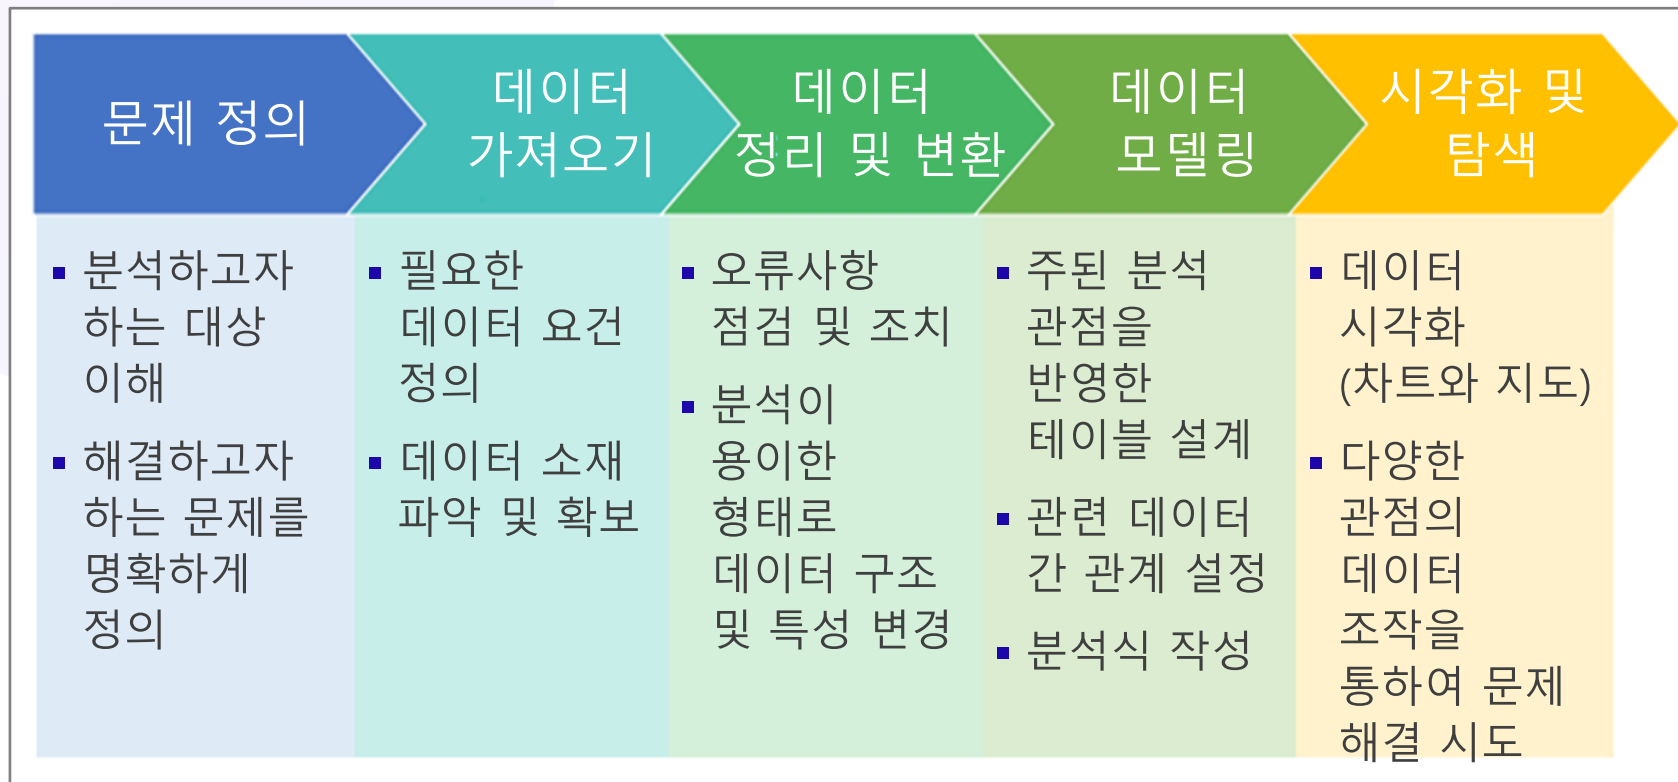 문제 정의
데이터
가져오기
데이터
정리 및 변환
데이터
모델링
시각화 및
탐색
분석하고자
하는 대상
이해
해결하고자
하는 문제를
명확하게
정의
필요한
데이터 요건
정의
데이터 소재
파악 및 확보
오류사항
점검 및 조치
분석이
용이한
형태로
데이터 구조
및 특성 변경
주된 분석
관점을
반영한
테이블 설계
관련 데이터
간 관계 설정
분석식 작성
데이터
시각화
(차트와 지도)
다양한
관점의
데이터
조작을
통하여 문제
해결 시도